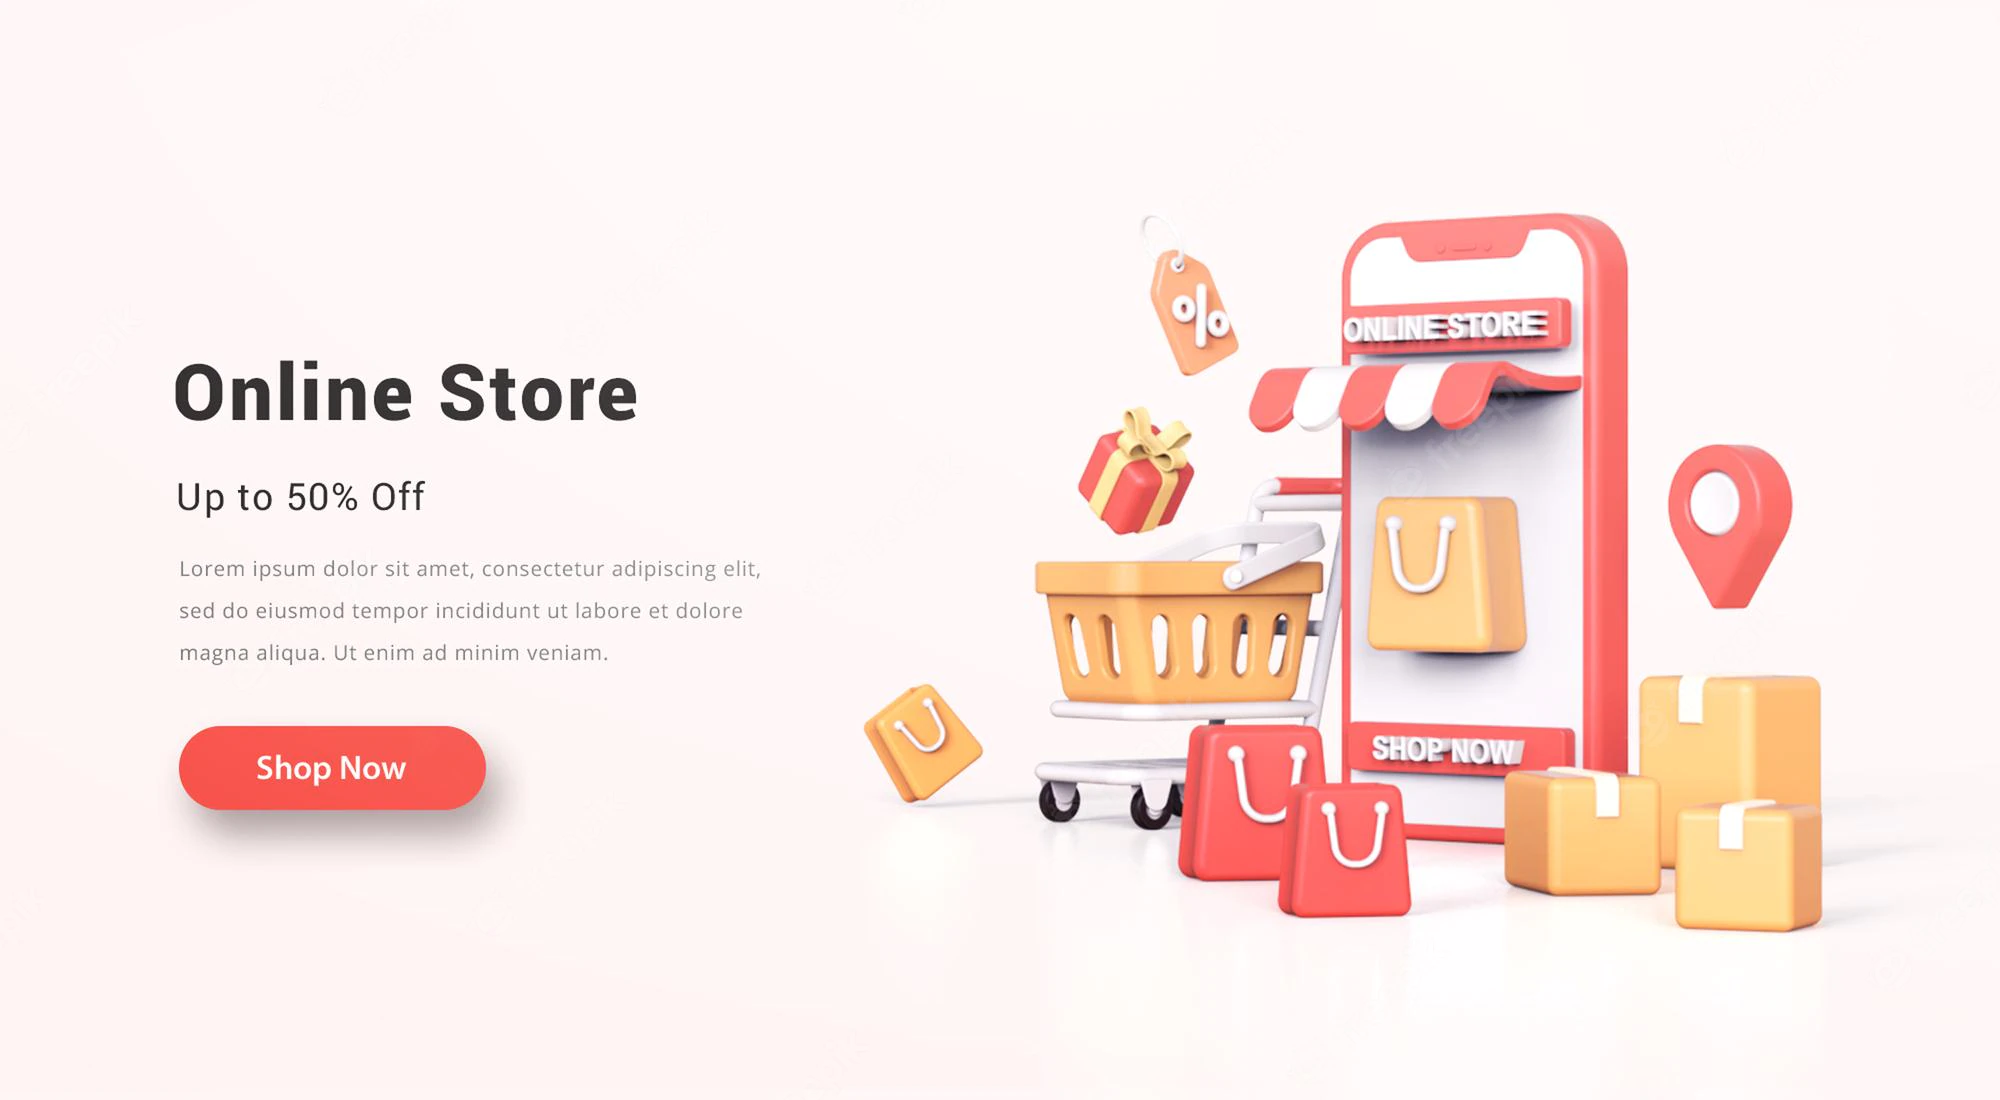 Online Store
Up to 50% Off
Lorem ipsum dolor sit amet, consectetur adipiscing elit,
sed do eiusmod tempor incididunt ut labore et dolore
magna aliqua. Ut enim ad minim veniam.
Shop Now
%
ONLINE STORE
SHOP NOW
freepik